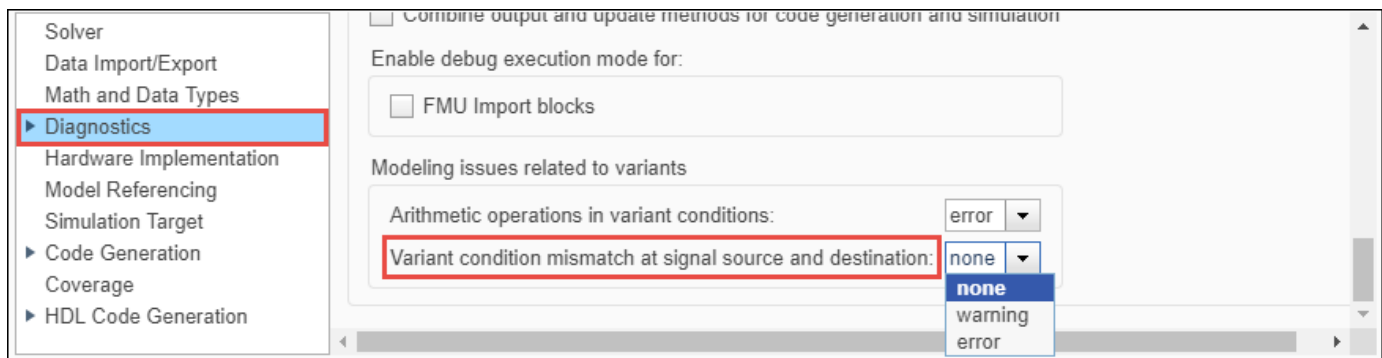 Solver
Data Import/Export
Math and Data Types
Diagnostics
Hardware Implementation
Model Referencing
Simulation Target
Code Generation
Coverage
HDL Code Generation
Combine output and update methods for code generation and simulation
Enable debug execution mode for:
FMU Import blocks
Modeling issues related to variants
Arithmetic operations in variant conditions: error
Variant condition mismatch at signal source and destination: none
none
warning
error